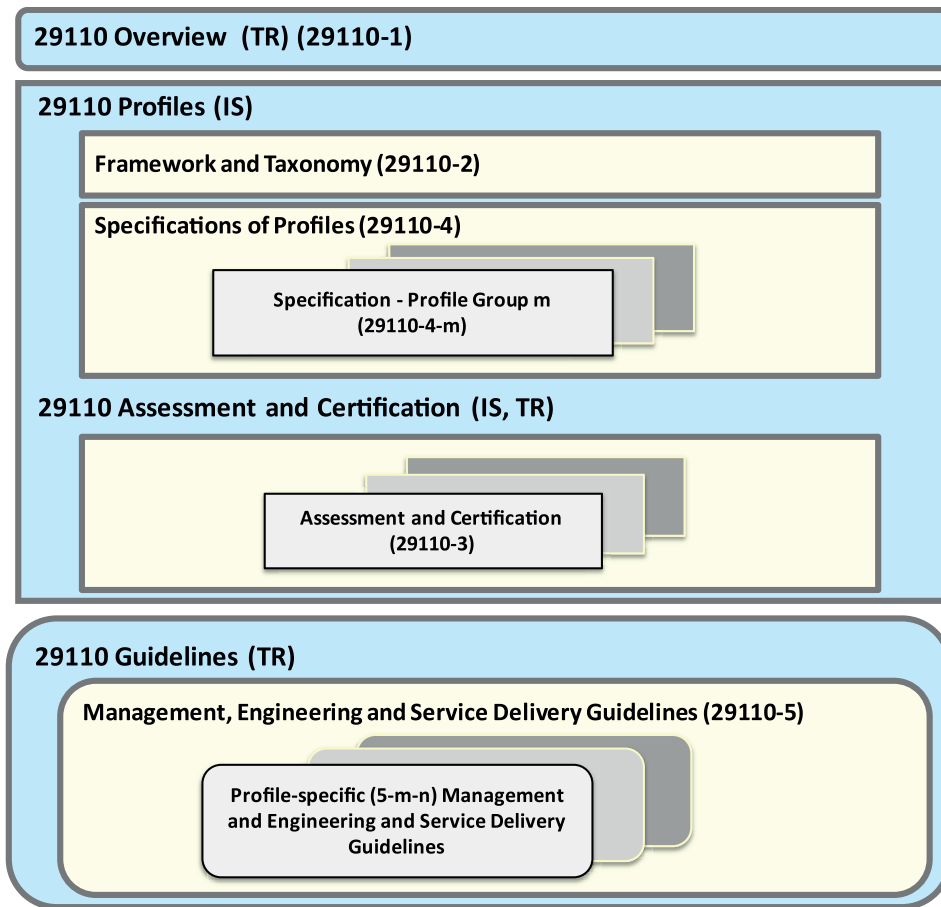 29110 Overview (TR) (29110-1)
29110 Profiles (IS)
Framework and Taxonomy (29110-2)
Specifications of Profiles (29110-4)
Specification - Profile Group m
(29110-4-m)
29110 Assessment and Certification (IS, TR)
Assessment and Certification
(29110-3)
29110 Guidelines (TR)
Management, Engineering and Service Delivery Guidelines (29110-5)
Profile-specific (5-m-n) Management
and Engineering and Service Delivery
Guidelines